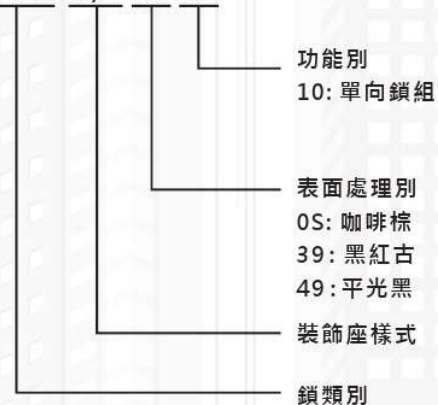 功能別
10: 單向鎖組
表面處理別
0S: 咖啡棕
39: 黑紅古
49: 平光黑
裝飾座樣式
鎖類別